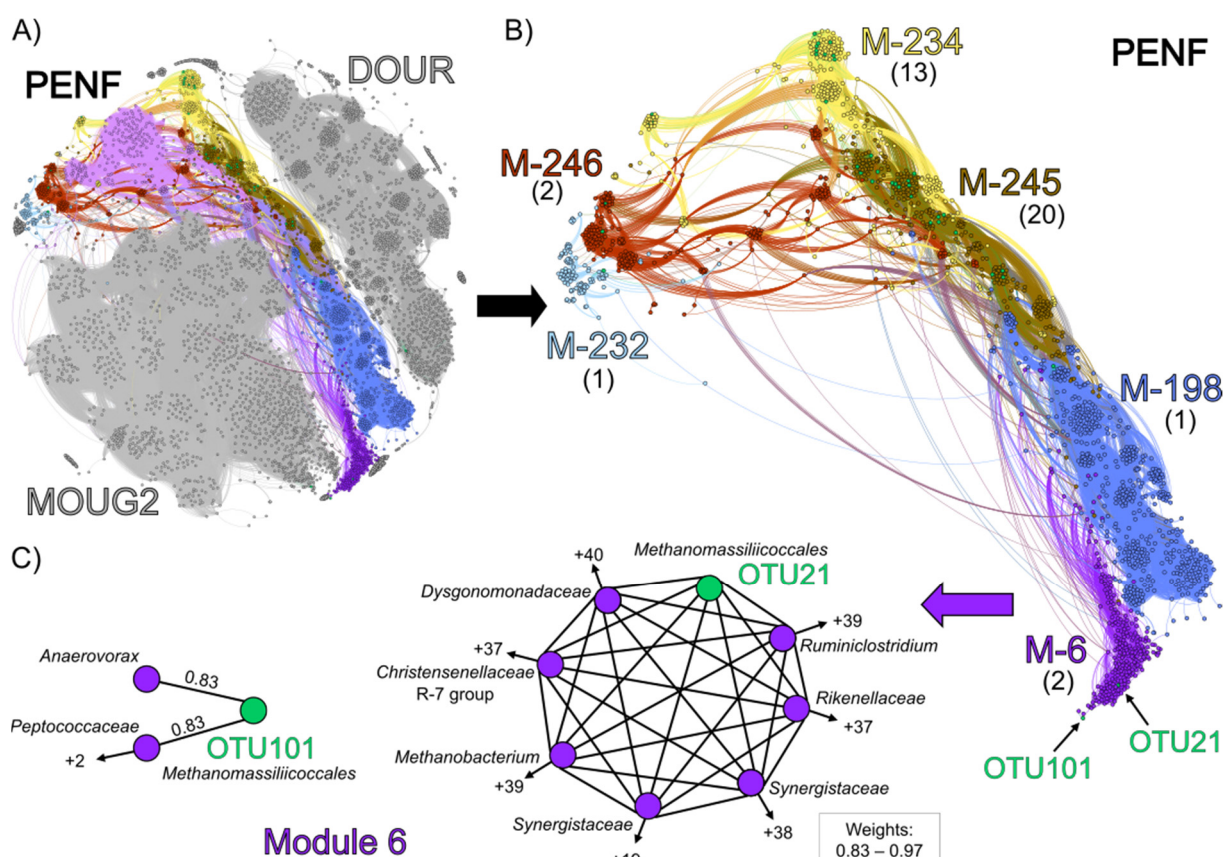 A)
PENF
DOUR
MOUG2
B)
PENF
M-234
(13)
M-246
(2)
M-245
(20)
M-232
(1)
M-198
(1)
M-6
(2)
OTU101
OTU21
C)
Anaerovorax
0.83
Peptococcaceae
0.83
+2
OTU101
Methanomassiliicoccales
+40
Methanomassiliicoccales
OTU21
Dysgonomonadaceae
+39
Ruminiclostridium
+37
Christensenellaceae
R-7 group
Rikenellaceae
+37
Methanobacterium
+39
Synergistaceae
+38
Synergistaceae
Module 6
Weights:
0.83 – 0.97